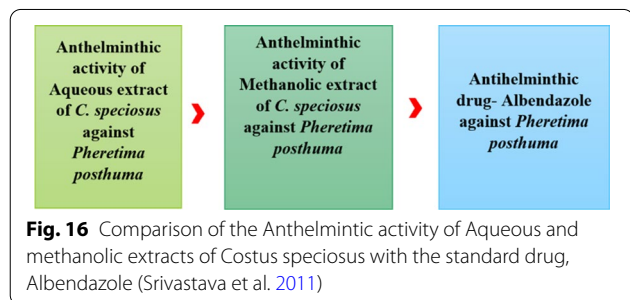 Anthelminthic
activity of
Aqueous extract
of C. speciosus
against
Pheretima
posthuma
Anthelminthic
activity of
Methanolic extract
of C. speciosus
against Pheretima
posthuma
Antihelminthic
drug- Albendazole
against Pheretima
posthuma
Fig. 16 Comparison of the Anthelmintic activity of Aqueous and
methanolic extracts of Costus speciosus with the standard drug,
Albendazole (Srivastava et al. 2011)